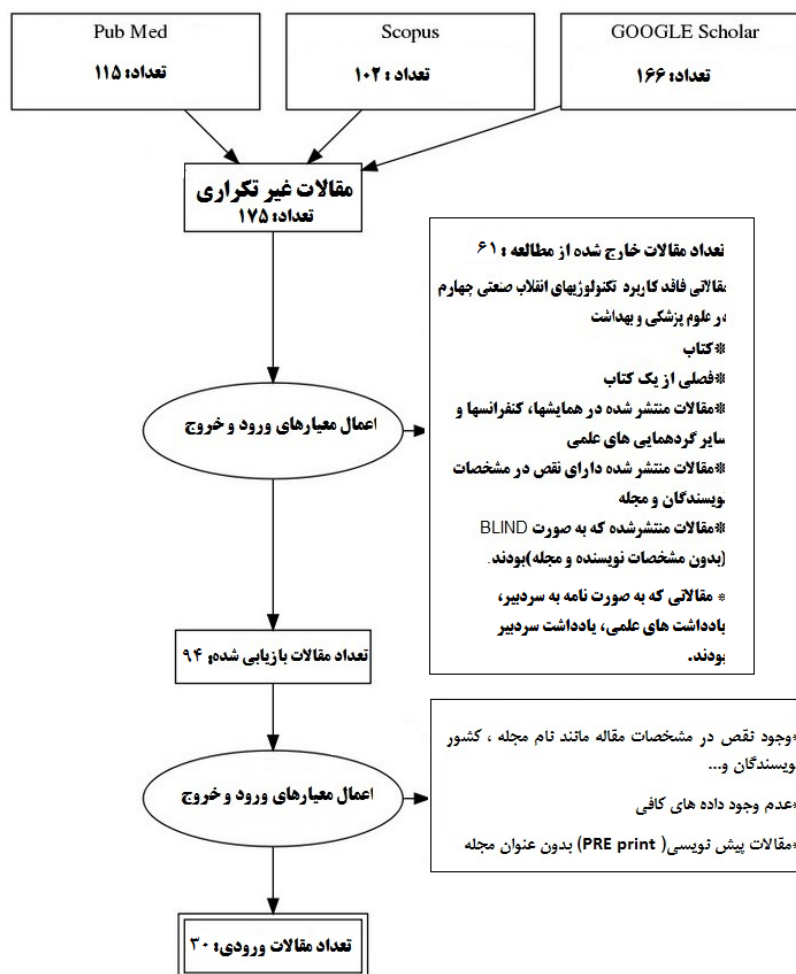 Pub Med
تعداد: ۱۱۵
Scopus
تعداد : ۱۰۲
GOOGLE Scholar
تعداد: ۱۶۶
مقالات غیر تکراری
تعداد: ۱۷۵
تعداد مقالات خارج شده از مطالعه : ۶۱
مقالاتی فاقد کاربرد تکنولوژیهای انقلاب صنعتی چهارم
در علوم پزشکی و بهداشت
*کتاب
*فصلی از یک کتاب
*مقالات منتشر شده در همایشها، کنفرانسها و
سایر گردهمایی های علمی
*مقالات منتشر شده دارای نقص در مشخصات
نویسندگان و مجله
*مقالات منتشرشده که به صورت BLIND
(بدون مشخصات نویسنده و مجله)بودند.
* مقالاتی که به صورت نامه به سردبیر،
یادداشت های علمی، یادداشت سردبیر
بودند.
اعمال معیارهای ورود و خروج
تعداد مقالات بازیابی شده: ۹۴
*وجود نقص در مشخصات مقاله مانند نام مجله ، کشور
نویسندگان و...
*عدم وجود داده های کافی
*مقالات پیش نویسی( PRE print) بدون عنوان مجله
اعمال معیارهای ورود و خروج
تعداد مقالات ورودی: ۳۰